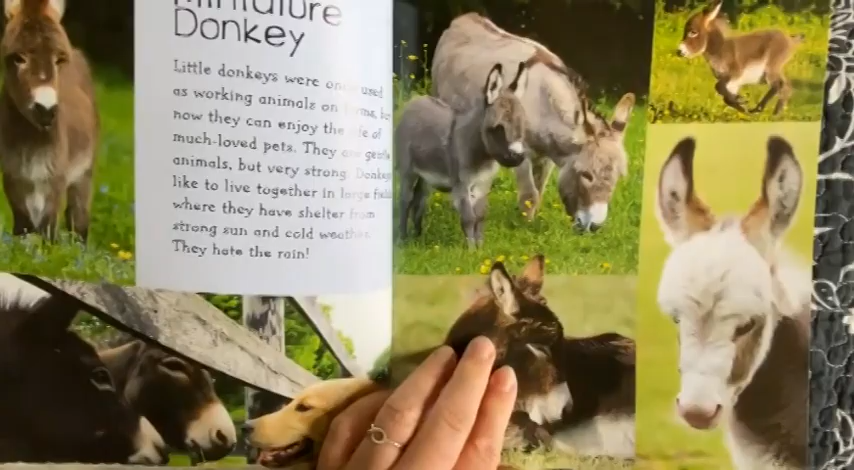 Miniature
Donkey
Little donkeys were once used
as working animals on farms, but
now they can enjoy the life of
much-loved pets. They are gentle
animals, but very strong. Donkeys
like to live together in large fields
where they have shelter from
strong sun and cold weather.
They hate the rain!